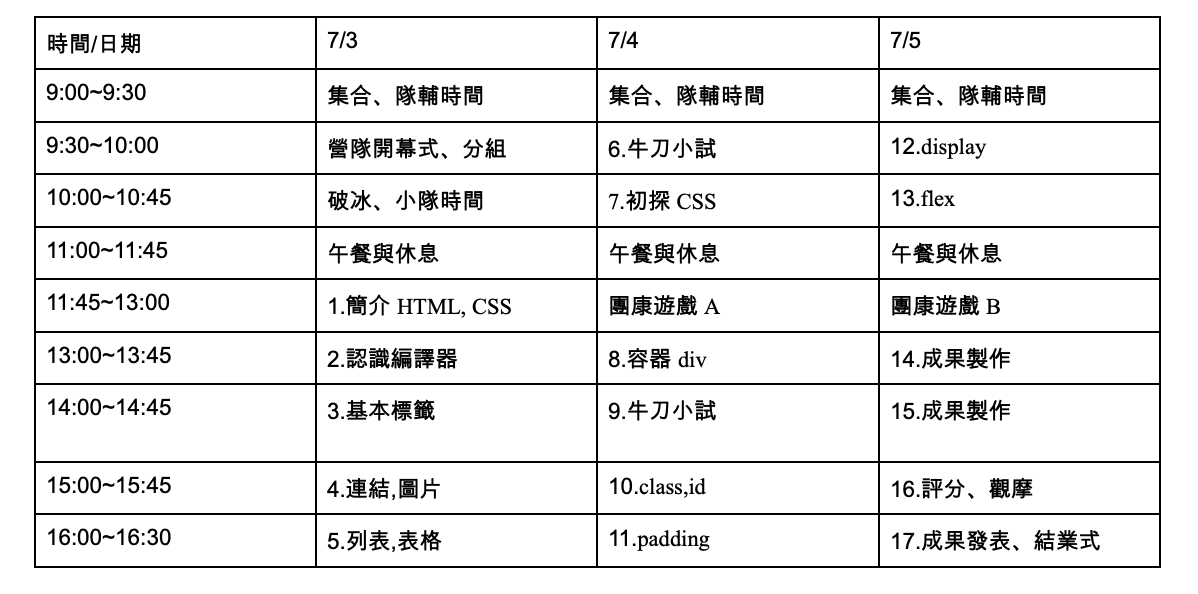 時間/日期 7/3 7/4 7/5
9:00~9:30 集合、隊輔時間 集合、隊輔時間 集合、隊輔時間
9:30~10:00 營隊開幕式、分組 6.牛刀小試 12.display
10:00~10:45 破冰、小隊時間 7.初探 CSS 13.flex
11:00~11:45 午餐與休息 午餐與休息 午餐與休息
11:45~13:00 1.簡介 HTML, CSS 團康遊戲 A 團康遊戲 B
13:00~13:45 2.認識編譯器 8.容器 div 14.成果製作
14:00~14:45 3.基本標籤 9.牛刀小試 15.成果製作
15:00~15:45 4.連結,圖片 10.class,id 16.評分、觀摩
16:00~16:30 5.列表,表格 11.padding 17.成果發表、結業式